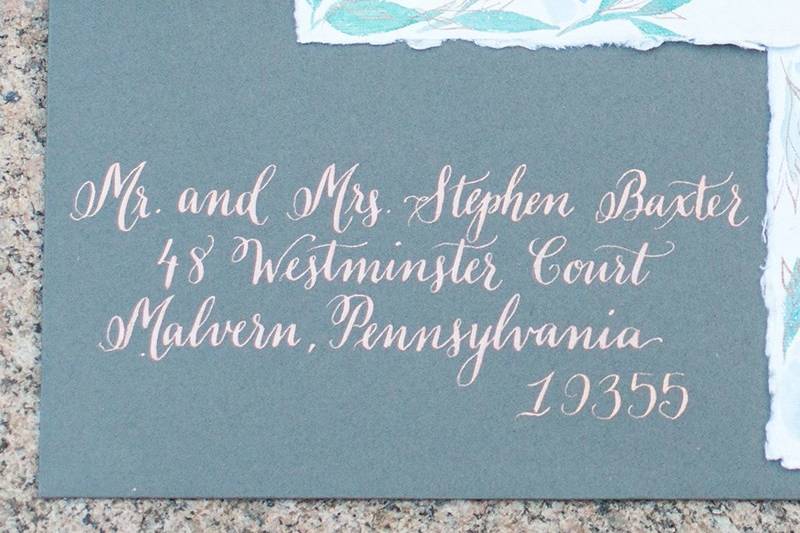 Mr. and Mrs. Stephen Baxter
48 Westminster Court
Malvern, Pennsylvania
19355